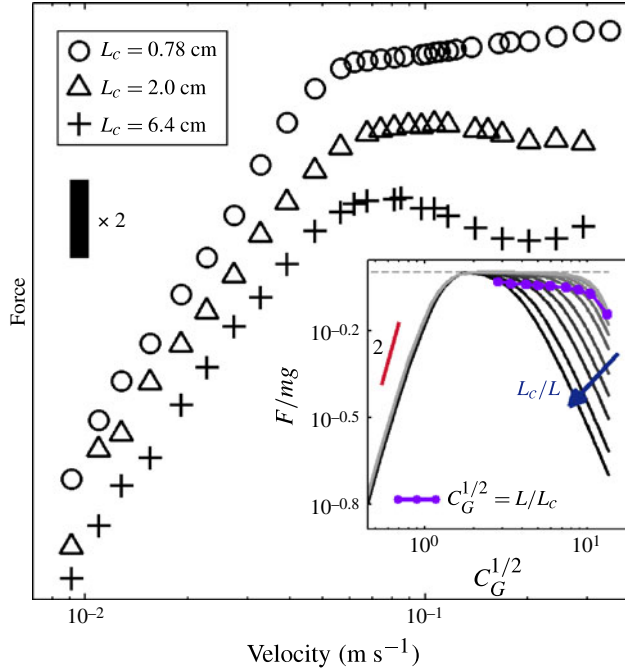 L_c = 0.78 cm
L_c = 2.0 cm
L_c = 6.4 cm
× 2
Force
10^–2
10^–1
Velocity (m s^–1)
F/mg
10^–0.2
10^–0.5
10^–0.8
2
L_c/L
C_G^1/2 = L/L_c
10^0
10^1
C_G^1/2